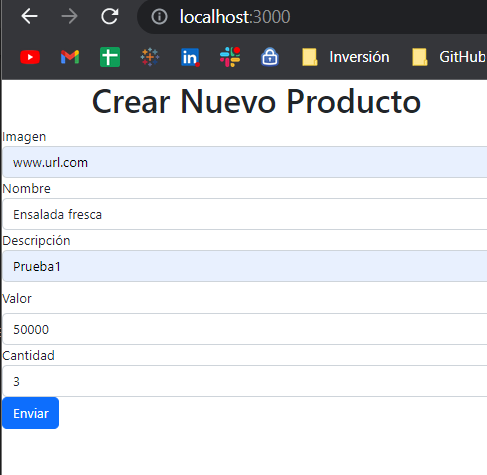 localhost:3000
Inversión GitHub
Crear Nuevo Producto
Imagen
www.url.com
Nombre
Ensalada fresca
Descripción
Prueba1
Valor
50000
Cantidad
3
Enviar